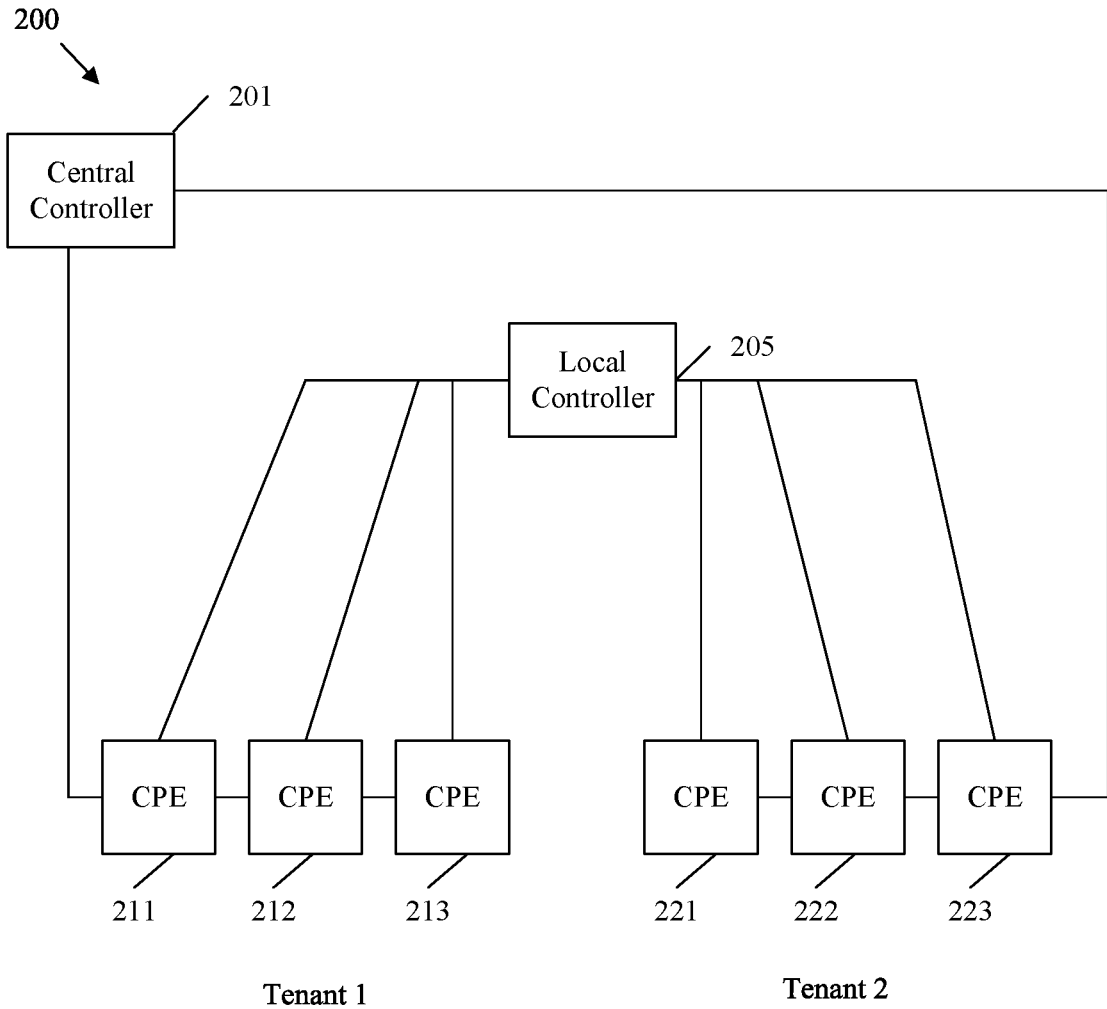 200
201
Central
Controller
Local
Controller
205
CPE
CPE
CPE
CPE
CPE
CPE
211
212
213
221
222
223
Tenant 1
Tenant 2